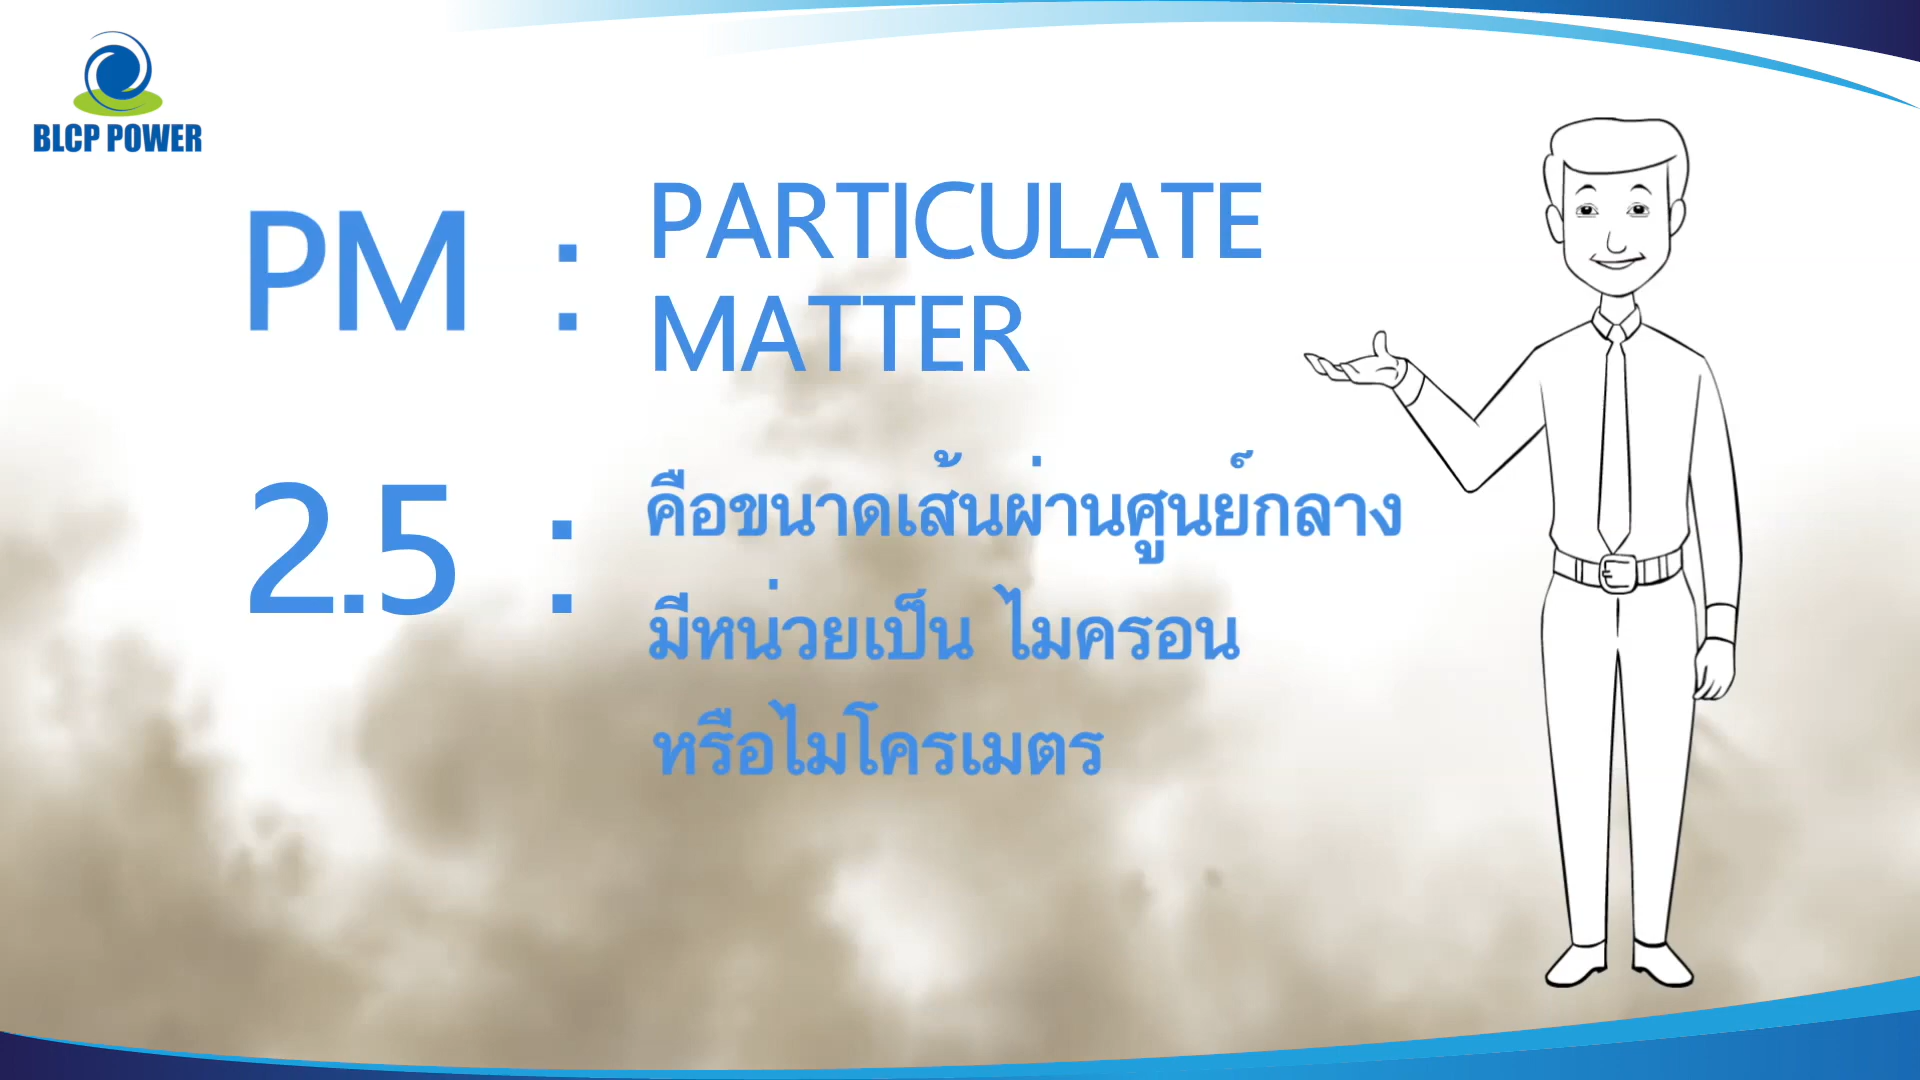 BLCP POWER
PM : PARTICULATE
MATTER
2.5 : คือขนาดเส้นผ่านศูนย์กลาง
มีหน่วยเป็น ไมครอน
หรือไมโครเมตร